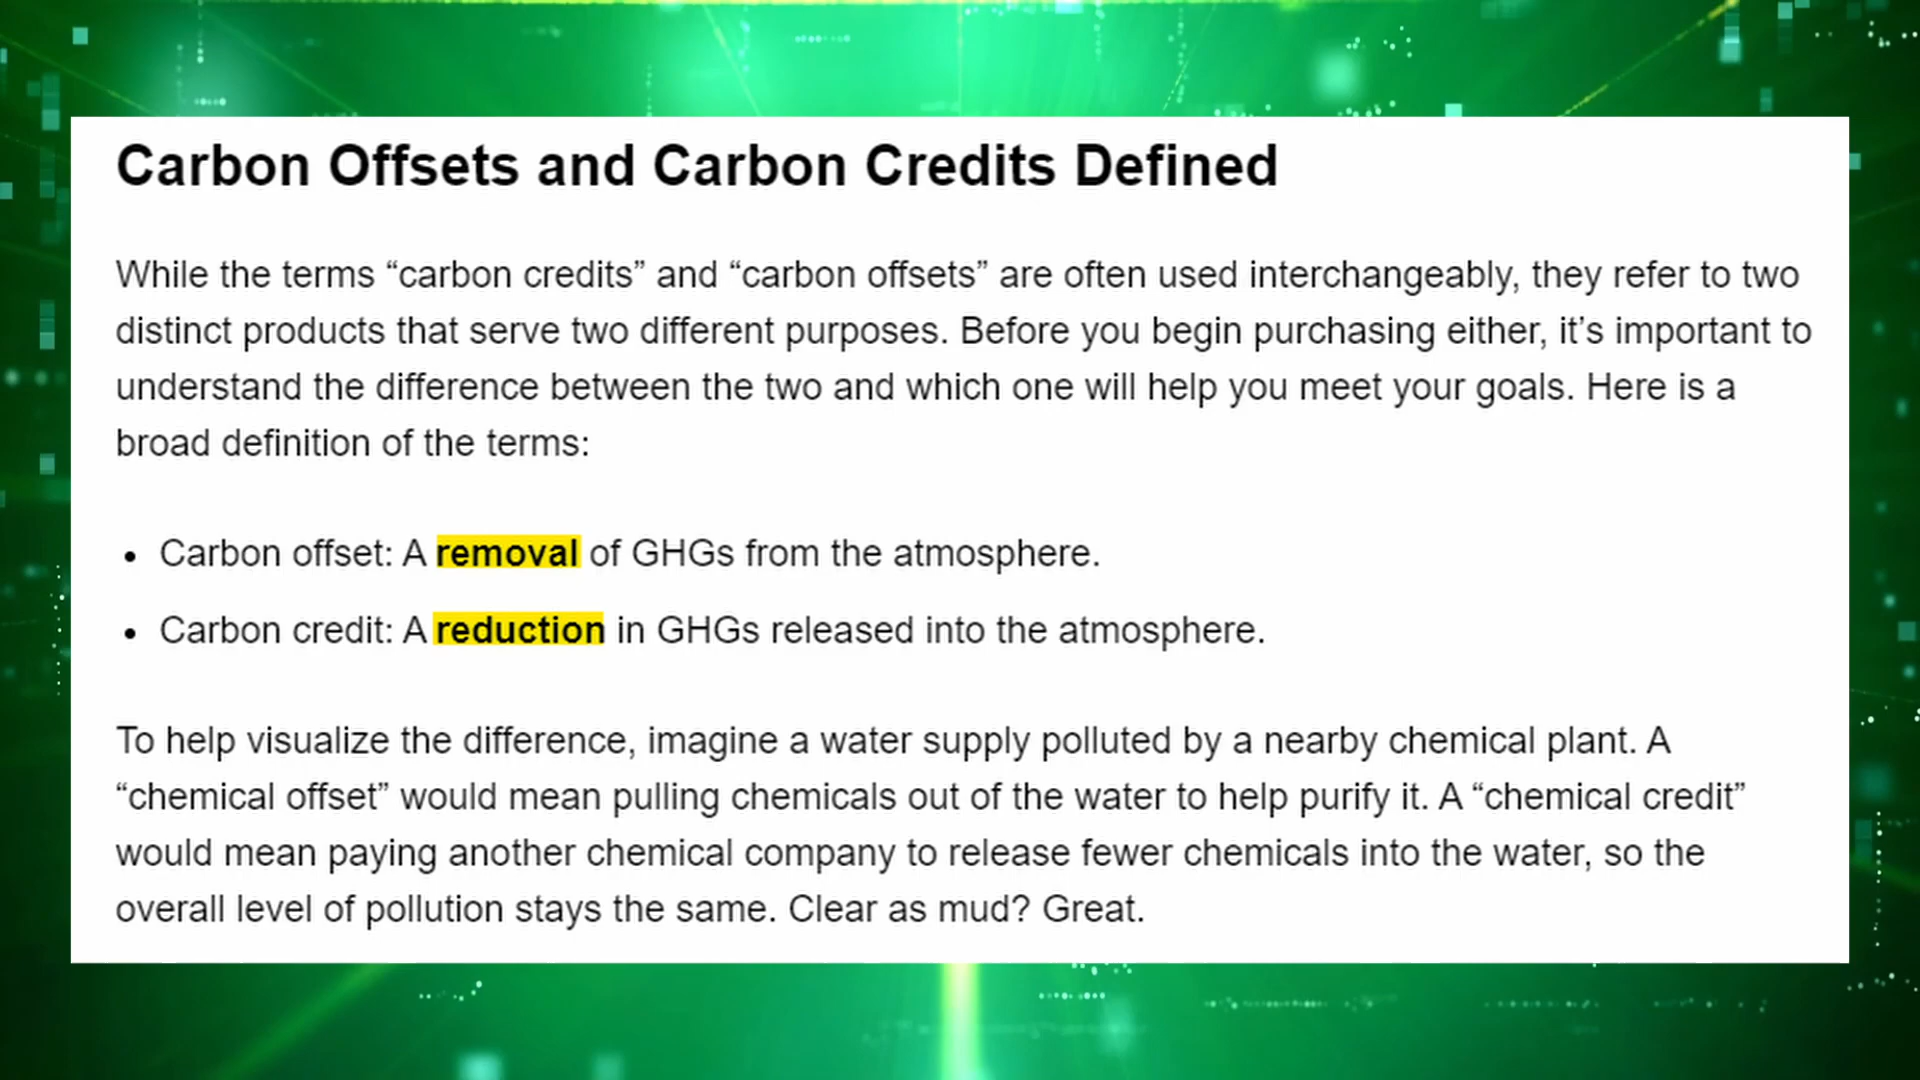 Carbon Offsets and Carbon Credits Defined
While the terms “carbon credits” and “carbon offsets” are often used interchangeably, they refer to two
distinct products that serve two different purposes. Before you begin purchasing either, it’s important to
understand the difference between the two and which one will help you meet your goals. Here is a
broad definition of the terms:
• Carbon offset: A removal of GHGs from the atmosphere.
• Carbon credit: A reduction in GHGs released into the atmosphere.
To help visualize the difference, imagine a water supply polluted by a nearby chemical plant. A
“chemical offset” would mean pulling chemicals out of the water to help purify it. A “chemical credit”
would mean paying another chemical company to release fewer chemicals into the water, so the
overall level of pollution stays the same. Clear as mud? Great.